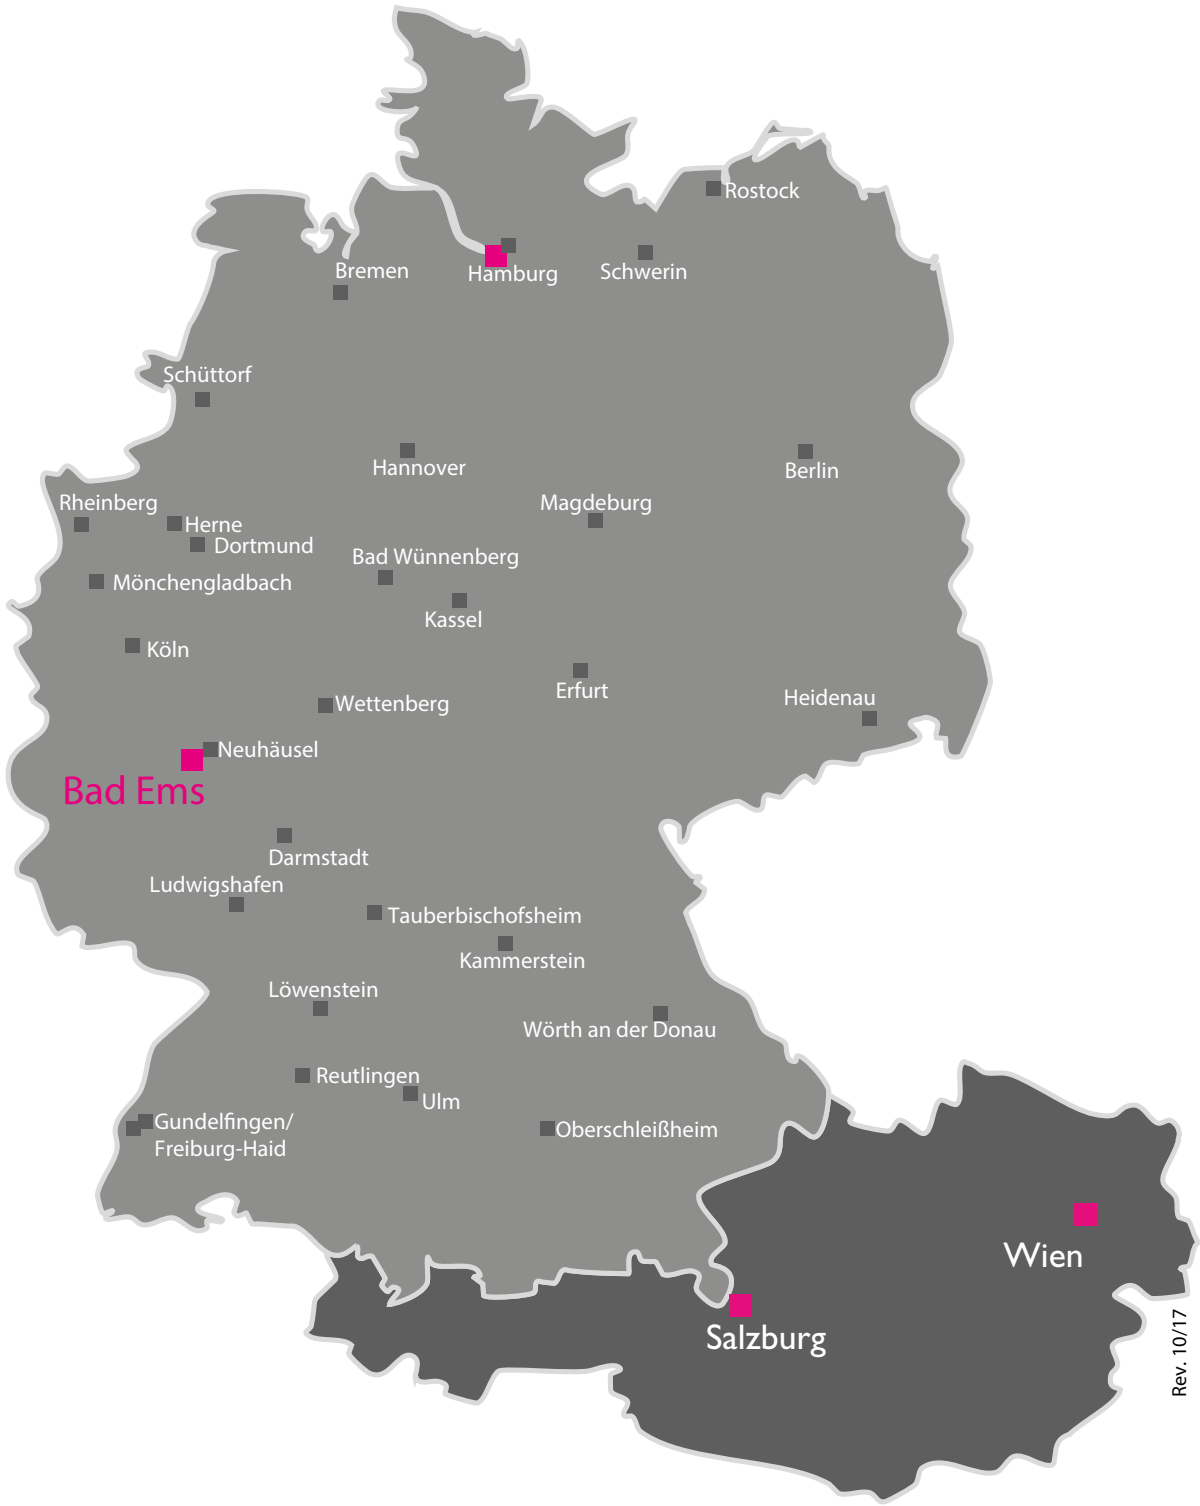 Rostock
Bremen
Hamburg
Schwerin
Schüttorf
Hannover
Berlin
Rheinberg
Magdeburg
Herne
Dortmund
Bad Wünnenberg
Mönchengladbach
Kassel
Köln
Erfurt
Heidenau
Wettenberg
Neuhäusel
Bad Ems
Darmstadt
Ludwigshafen
Tauberbischofsheim
Kammerstein
Löwenstein
Wörth an der Donau
Reutlingen
Ulm
Gundelfingen/
Freiburg-Haid
Oberschleißheim
Wien
Salzburg
Rev. 10/17